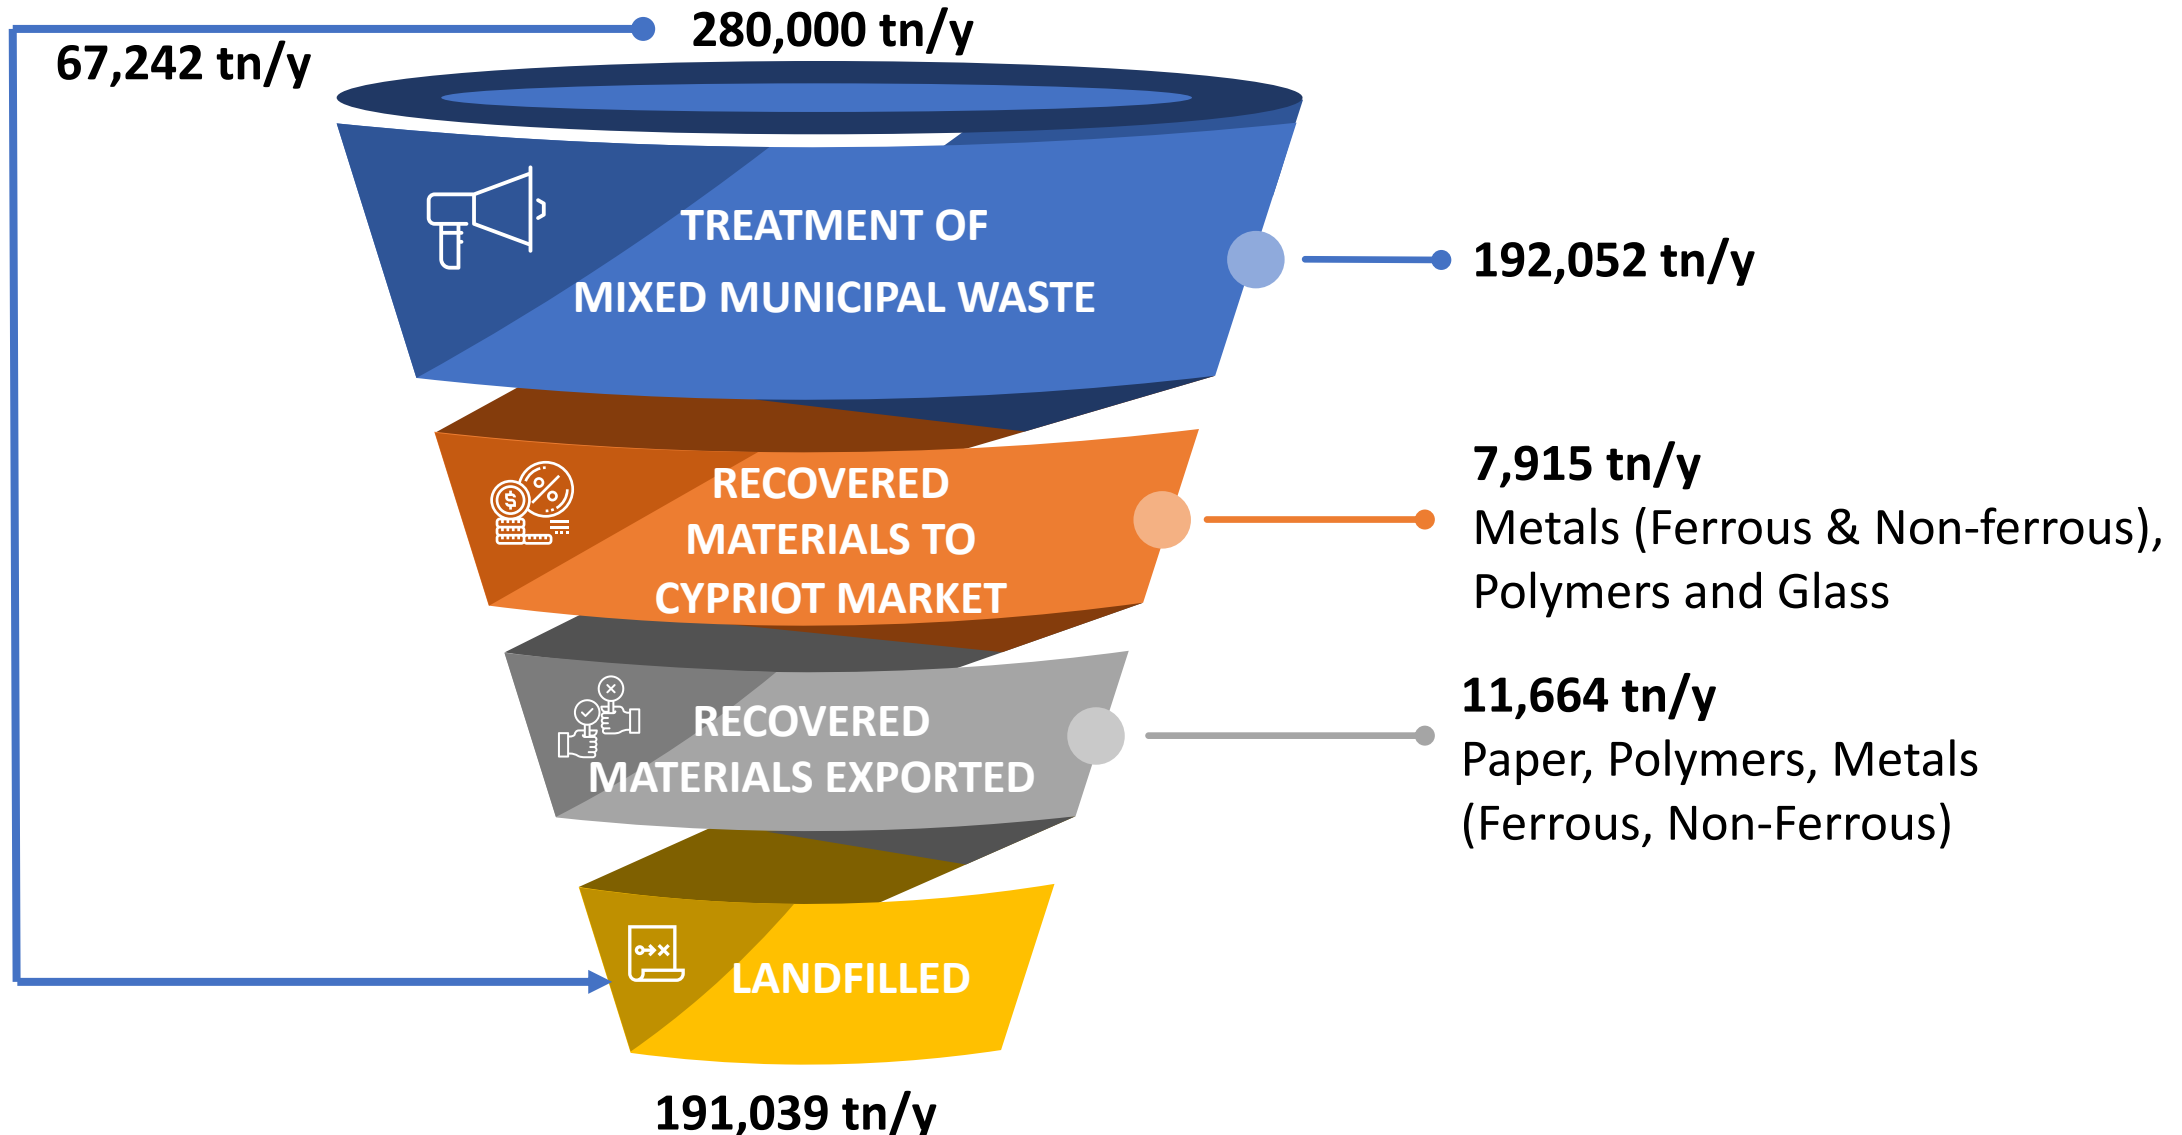 280,000 tn/y
67,242 tn/y
TREATMENT OF
MIXED MUNICIPAL WASTE
192,052 tn/y
RECOVERED
MATERIALS TO
CYPRIOT MARKET
7,915 tn/y
Metals (Ferrous & Non-ferrous),
Polymers and Glass
RECOVERED
MATERIALS EXPORTED
11,664 tn/y
Paper, Polymers, Metals
(Ferrous, Non-Ferrous)
LANDFILLED
191,039 tn/y